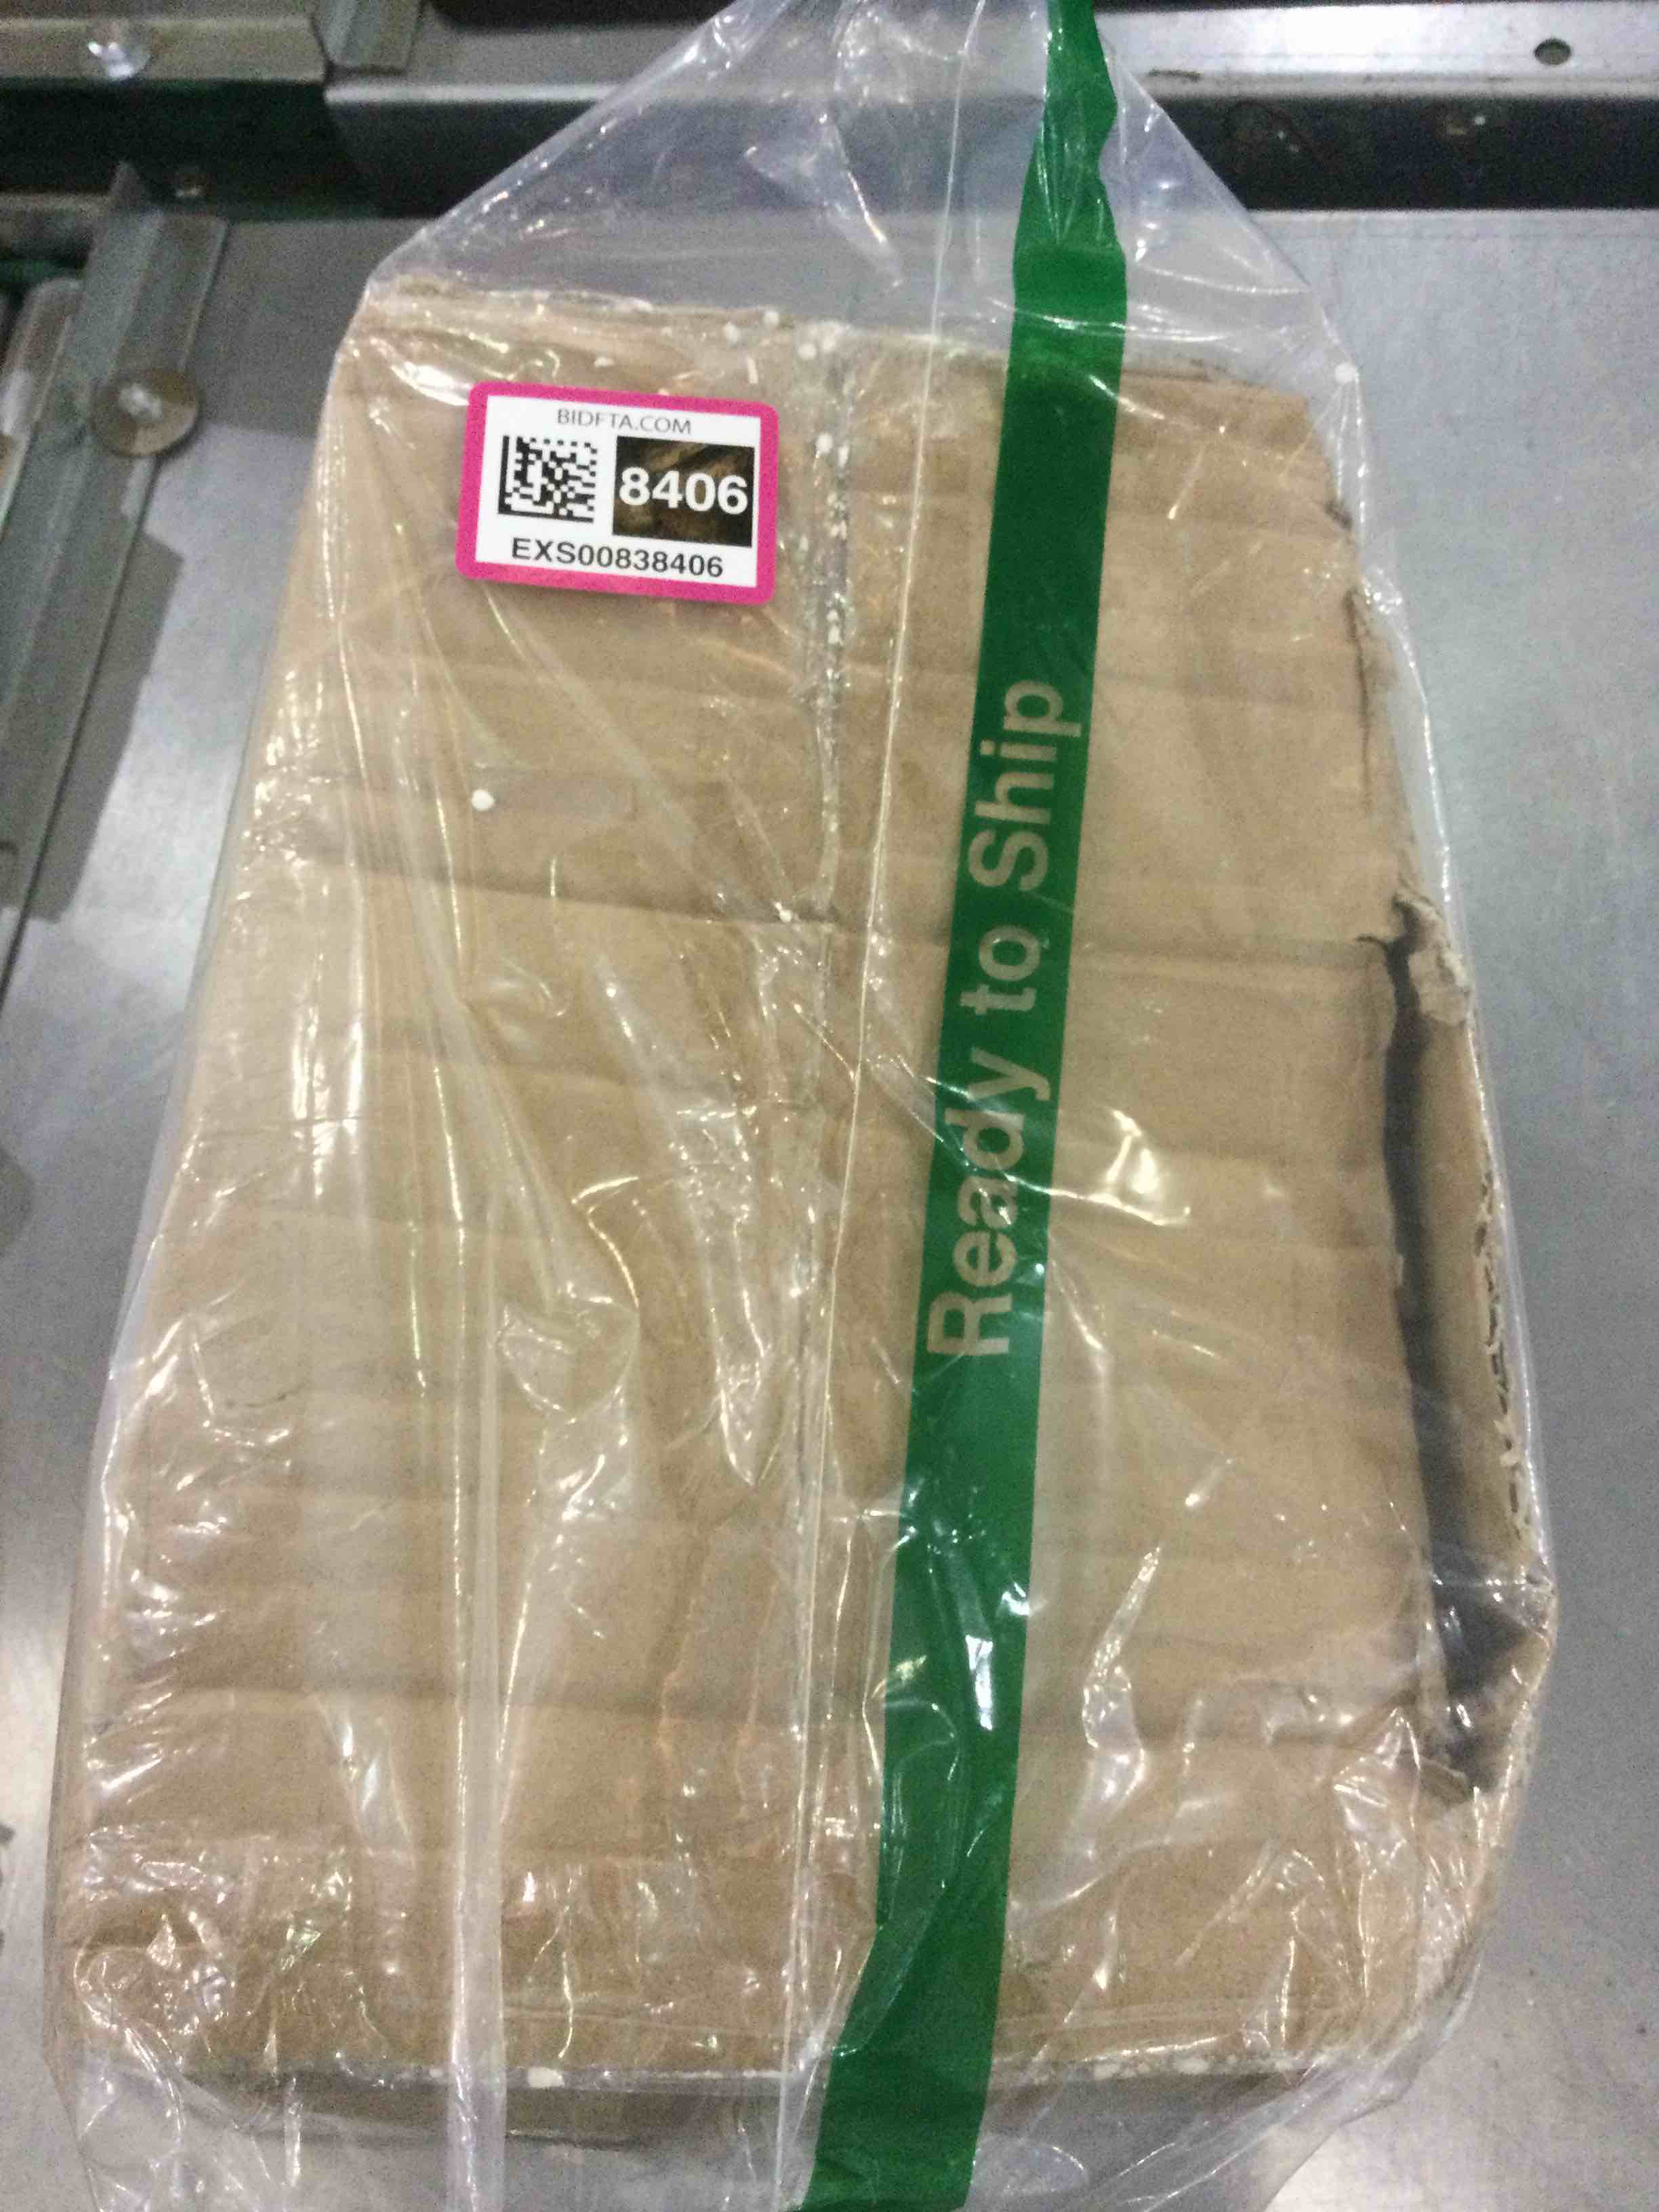 BIDFTA.COM
8406
EXS00838406
Ready to Ship